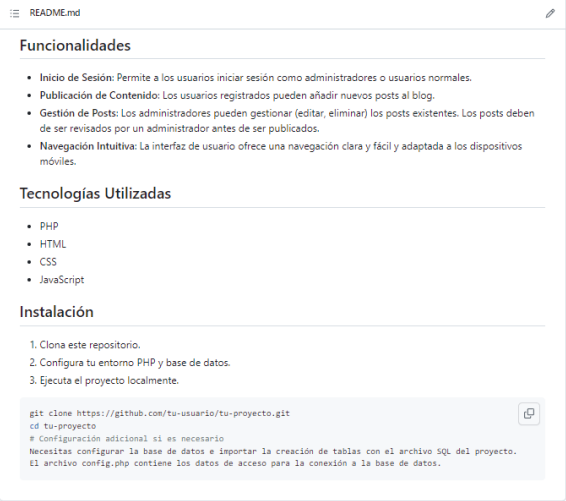 README.md
Funcionalidades
Inicio de Sesión: Permite a los usuarios iniciar sesión como administradores o usuarios normales.
Publicación de Contenido: Los usuarios registrados pueden añadir nuevos posts al blog.
Gestión de Posts: Los administradores pueden gestionar (editar, eliminar) los posts existentes. Los posts deben
de ser revisados por un administrador antes de ser publicados.
Navegación Intuitiva: La interfaz de usuario ofrece una navegación clara y fácil y adaptada a los dispositivos
móviles.
Tecnologías Utilizadas
PHP
HTML
CSS
JavaScript
Instalación
1. Clona este repositorio.
2. Configura tu entorno PHP y base de datos.
3. Ejecuta el proyecto localmente.
git clone https://github.com/tu-usuario/tu-proyecto.git
cd tu-proyecto
# Configuración adicional si es necesario
Necesitas configurar la base de datos e importar la creación de tablas con el archivo SQL del proyecto.
El archivo config.php contiene los datos de acceso para la conexión a la base de datos.